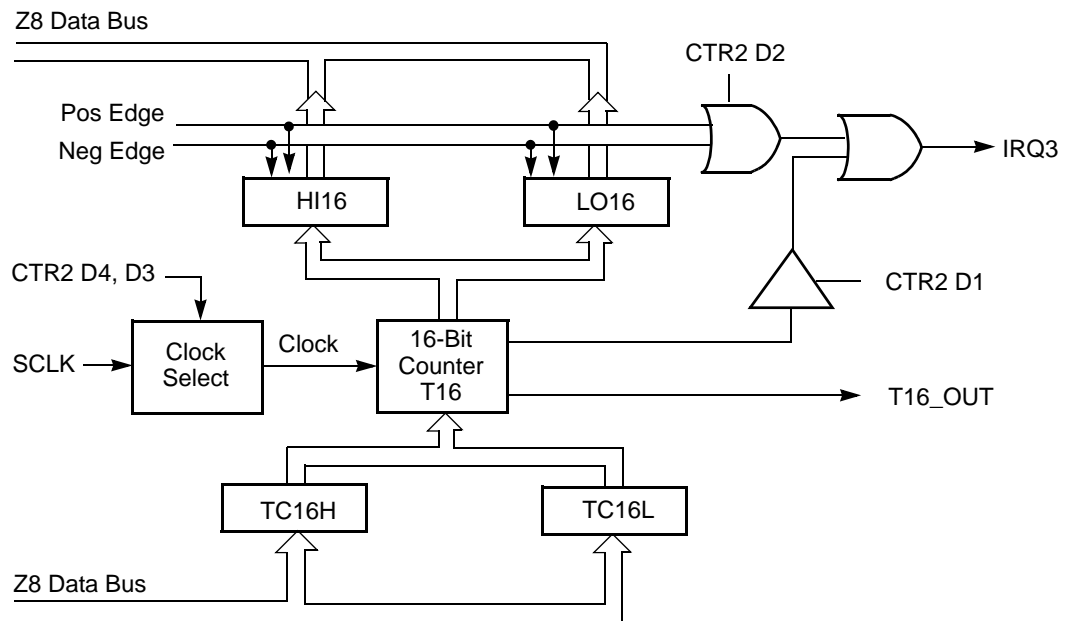 Z8 Data Bus
CTR2 D2
Pos Edge
Neg Edge
IRQ3
HI16
LO16
CTR2 D4, D3
CTR2 D1
SCLK
Clock
Select
Clock
16-Bit
Counter
T16
T16_OUT
TC16H
TC16L
Z8 Data Bus